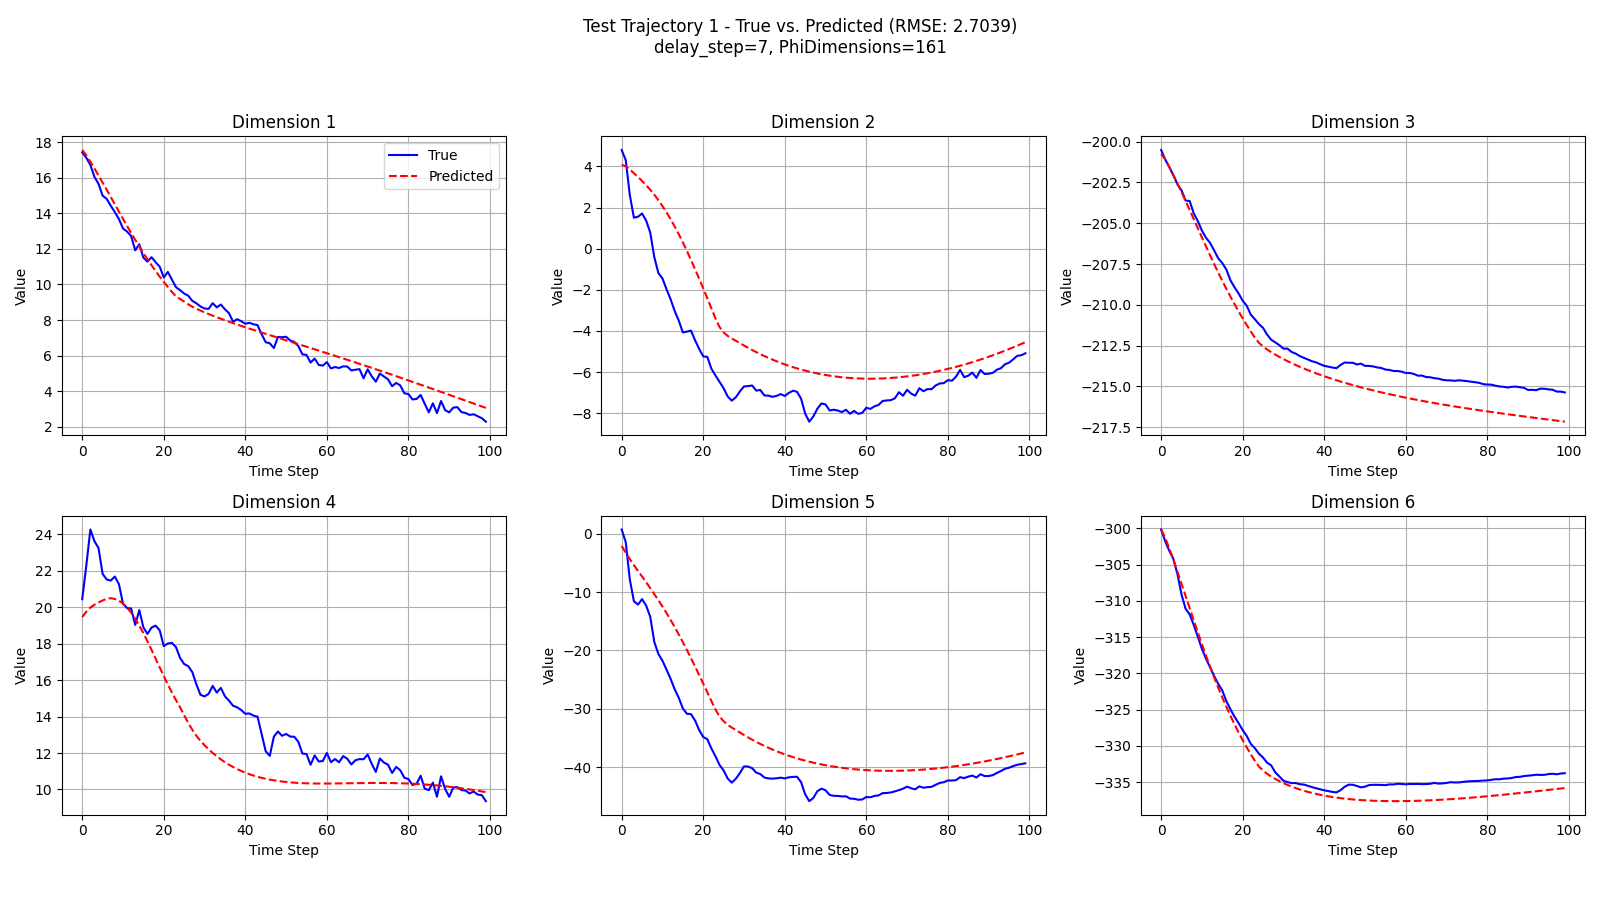 Test Trajectory 1 - True vs. Predicted (RMSE: 2.7039)
delay_step=7, PhiDimensions=161
Dimension 1
18
16
14
12
10
8
6
4
2
Value
0 20 40 60 80 100
Time Step
True
Predicted
Dimension 2
4
2
0
−2
−4
−6
−8
Value
0 20 40 60 80 100
Time Step
Dimension 3
−200.0
−202.5
−205.0
−207.5
−210.0
−212.5
−215.0
−217.5
Value
0 20 40 60 80 100
Time Step
Dimension 4
24
22
20
18
16
14
12
10
Value
0 20 40 60 80 100
Time Step
Dimension 5
0
−10
−20
−30
−40
Value
0 20 40 60 80 100
Time Step
Dimension 6
−300
−305
−310
−315
−320
−325
−330
−335
Value
0 20 40 60 80 100
Time Step